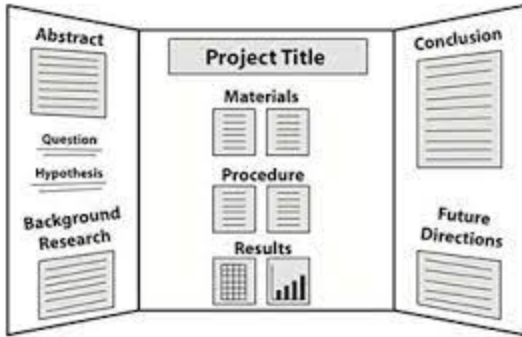 Abstract
Question
Hypothesis
Background
Research
Project Title
Materials
Procedure
Results
Conclusion
Future
Directions